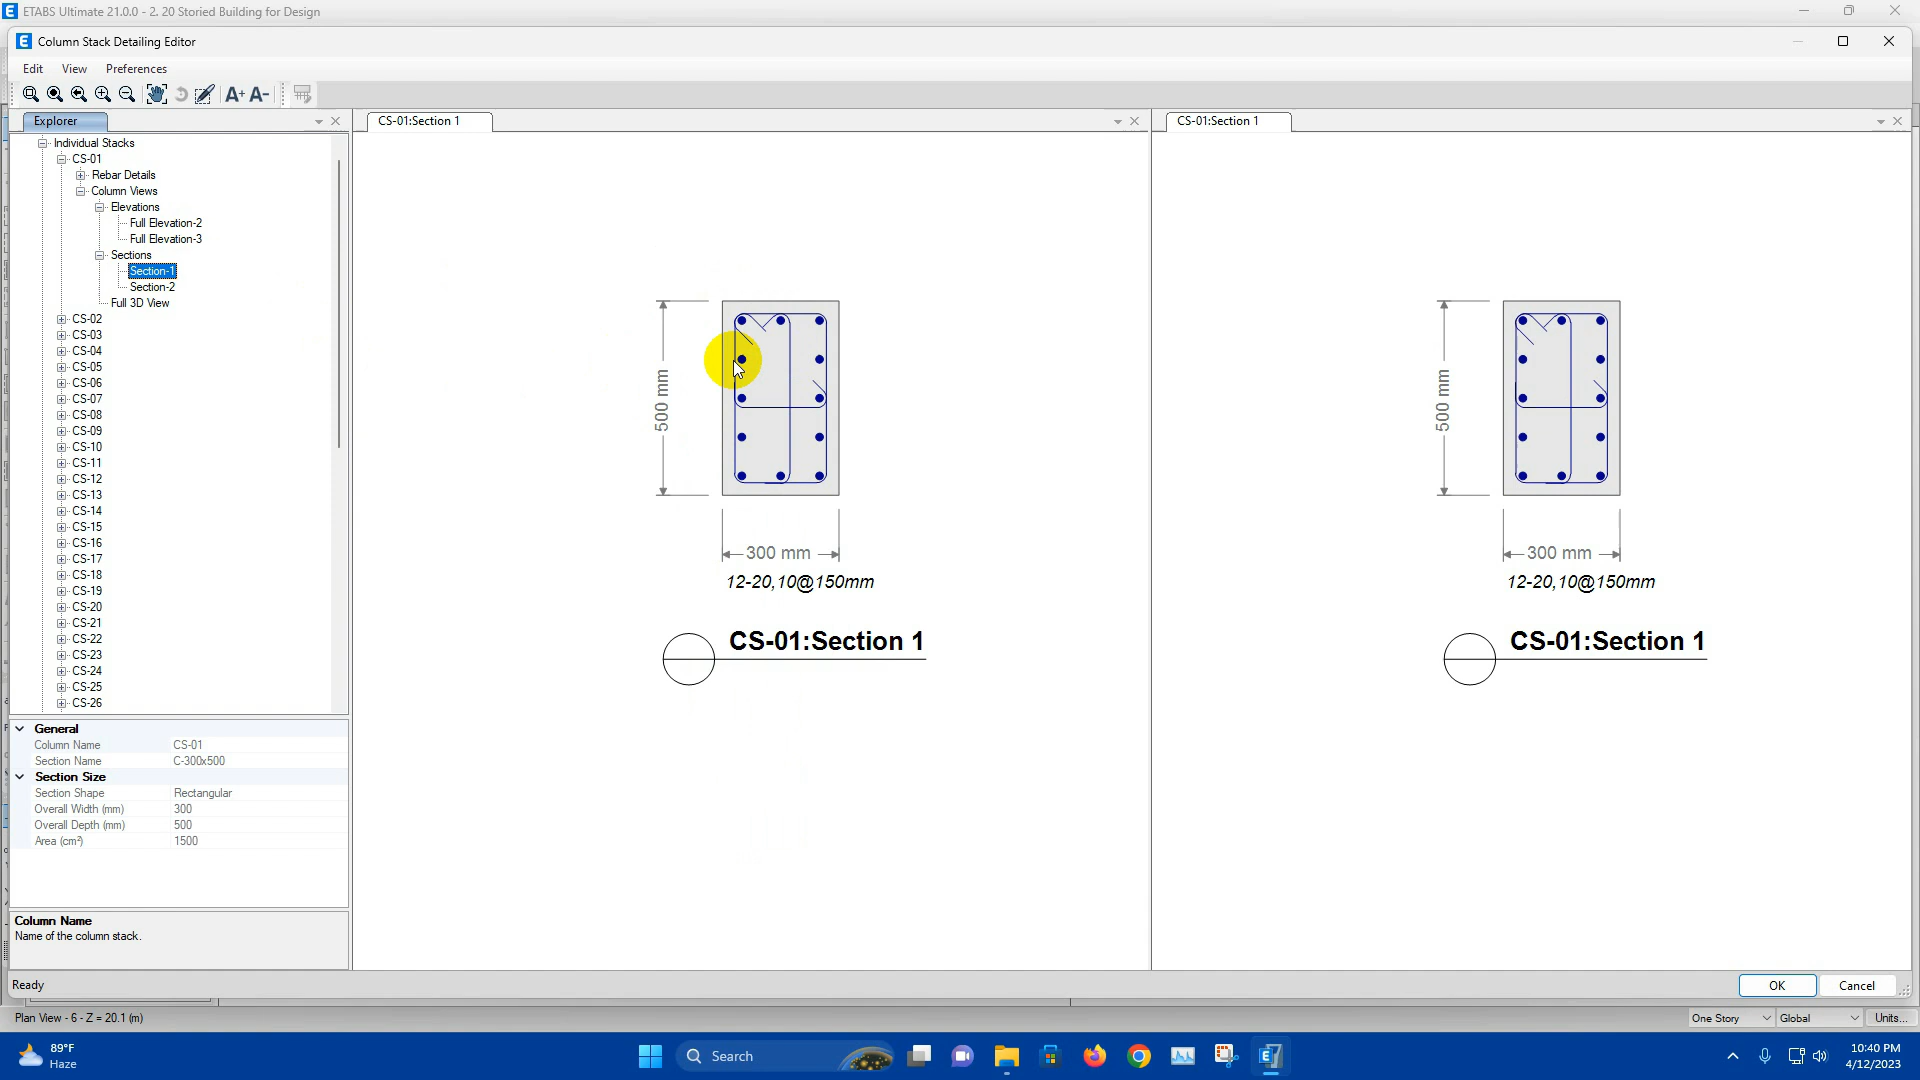 ETABS Ultimate 21.0.0 - 2. 20 Storied Building for Design
Column Stack Detailing Editor
Edit View Preferences
A+ A-
Explorer
CS-01:Section 1
CS-01:Section 1
Individual Stacks
CS-01
Rebar Details
Column Views
Elevations
Full Elevation-2
Full Elevation-3
Sections
Section-1
Section-2
Full 3D View
CS-02
CS-03
CS-04
CS-05
CS-06
CS-07
CS-08
CS-09
CS-10
CS-11
CS-12
CS-13
CS-14
CS-15
CS-16
CS-17
CS-18
CS-19
CS-20
CS-21
CS-22
CS-23
CS-24
CS-25
CS-26
General
Column Name CS-01
Section Name C-300x500
Section Size
Section Shape Rectangular
Overall Width (mm) 300
Overall Depth (mm) 500
Area (cm²) 1500
Column Name
Name of the column stack.
500 mm
300 mm
12-20,10@150mm
CS-01:Section 1
500 mm
300 mm
12-20,10@150mm
CS-01:Section 1
Ready
OK Cancel
Plan View - 6 - Z = 20.1 (m)
One Story Global Units...
89°F
Haze
Search
10:40 PM
4/12/2023